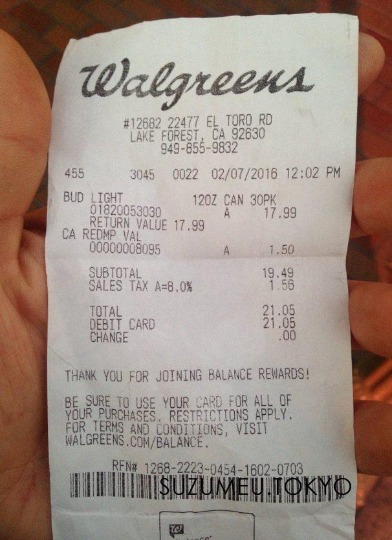 Walgreens
#12682 22477 EL TORO RD
LAKE FOREST, CA 92630
949-855-9832
455 3045 0022 02/07/2016 12:02 PM
BUD LIGHT 12OZ CAN 30PK
01820053030 A 17.99
RETURN VALUE 17.99
CA REDMP VAL
00000008095 A 1.50
SUBTOTAL 19.49
SALES TAX A=8.0% 1.56
TOTAL 21.05
DEBIT CARD 21.05
CHANGE .00
THANK YOU FOR JOINING BALANCE REWARDS!
BE SURE TO USE YOUR CARD FOR ALL OF
YOUR PURCHASES. RESTRICTIONS APPLY.
FOR TERMS AND CONDITIONS, VISIT
WALGREENS.COM/BALANCE.
RFN# 1268-2223-0454-1602-0703
SUZUMEU.TOKYO